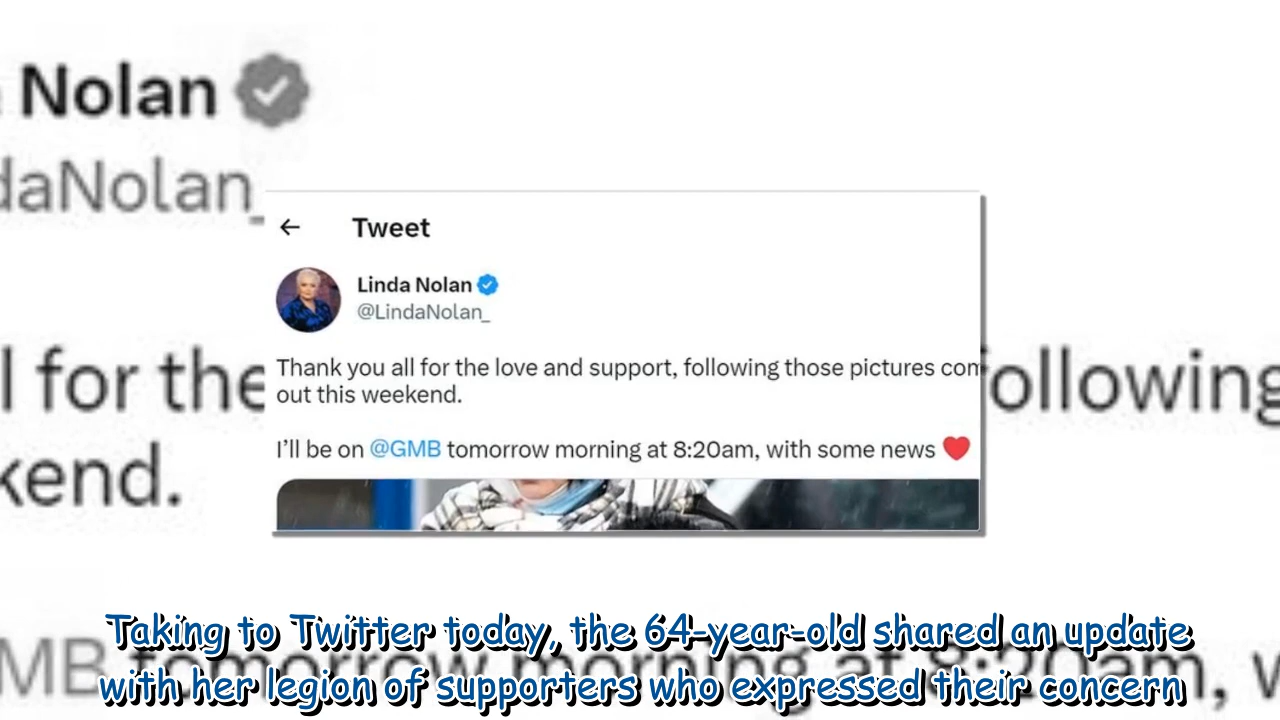 Nolan
daNolan_
Tweet
Linda Nolan
@LindaNolan_
Thank you all for the love and support, following those pictures com
out this weekend.
I'll be on @GMB tomorrow morning at 8:20am, with some news
l for the
following
kend.
Taking to Twitter today, the 64-year-old shared an update
with her legion of supporters who expressed their concern
MB tomorrow morning at 8:20am, w